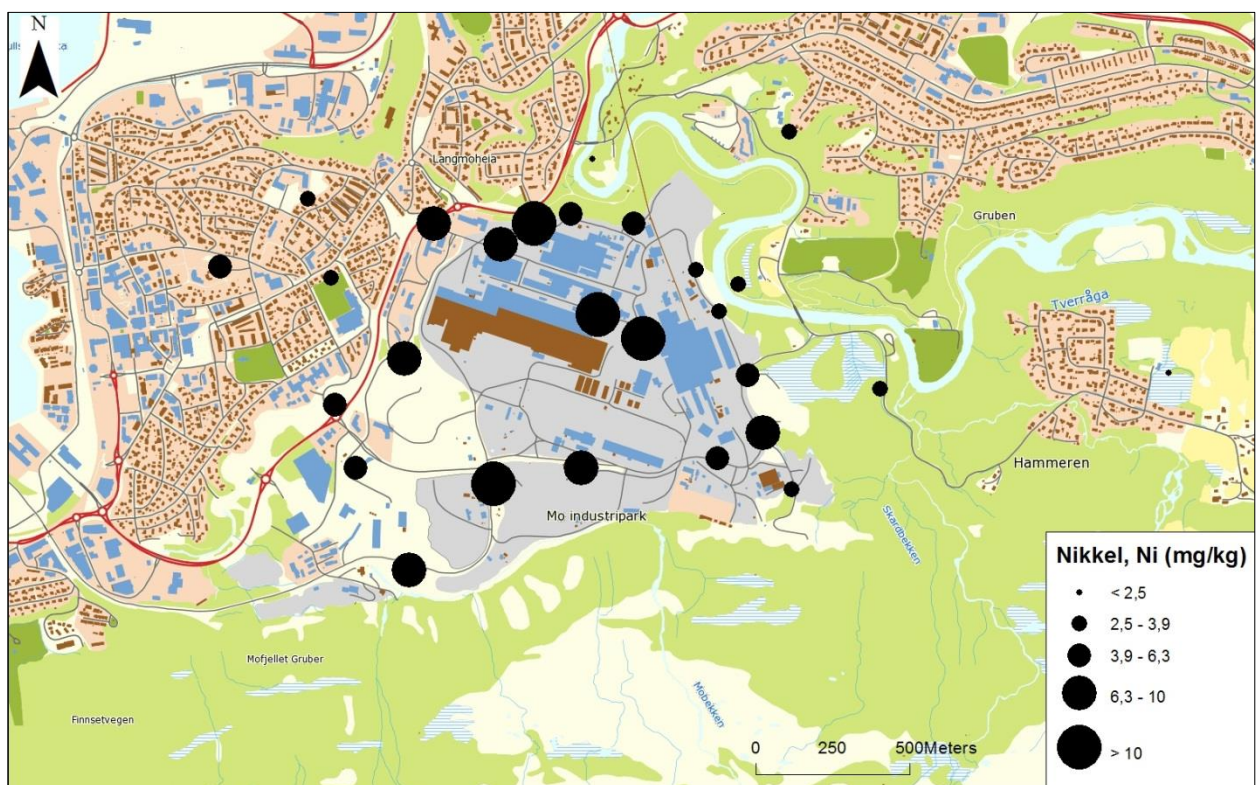 N
Langmoheia
Gruben
Tverråga
Hammeren
Mo industripark
Skardbekken
Mofjellet Gruber
Mobekken
Finnsetvegen
0 250 500Meters
Nikkel, Ni (mg/kg)
< 2,5
2,5 - 3,9
3,9 - 6,3
6,3 - 10
> 10